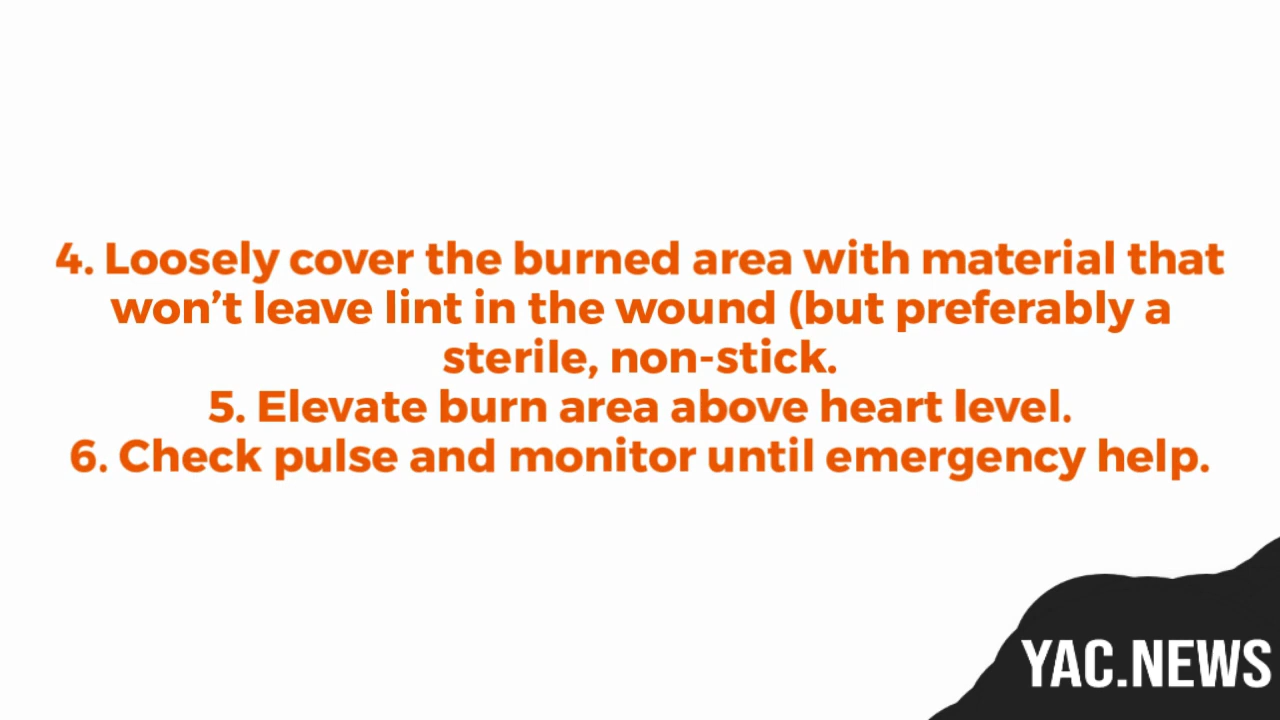 4. Loosely cover the burned area with material that
won’t leave lint in the wound (but preferably a
sterile, non-stick.
5. Elevate burn area above heart level.
6. Check pulse and monitor until emergency help.
YAC.NEWS